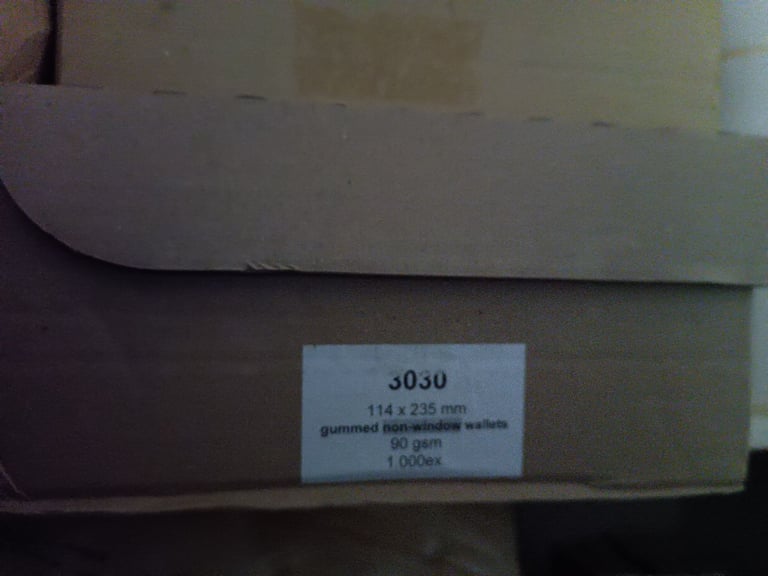 3030
114 x 235 mm
gummed non-window wallets
90 gsm
1 000ex